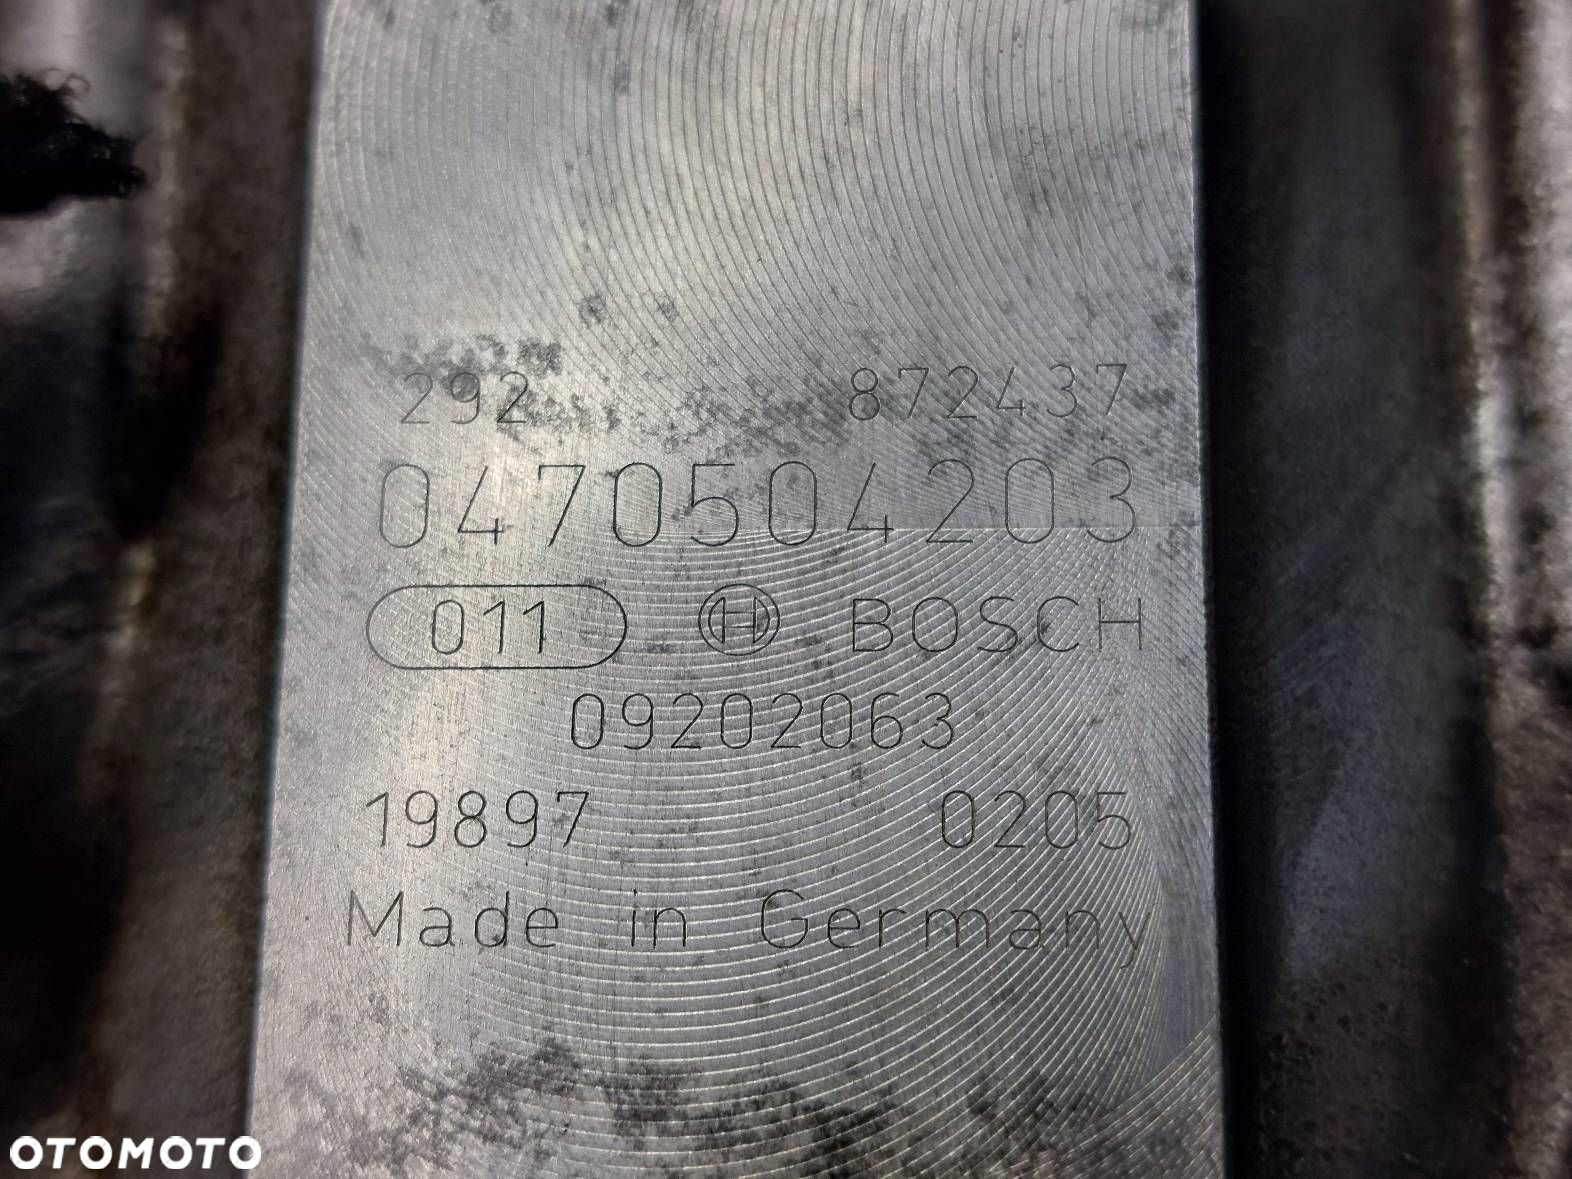 292 872437
0470504203
011 BOSCH
09202063
19897 0205
Made in Germany
OTOMOTO